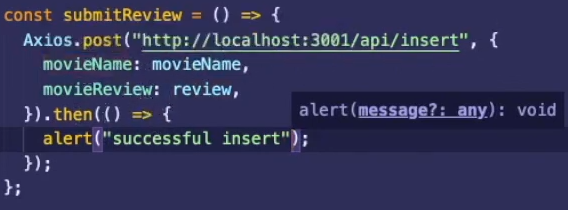 const submitReview = () => {
Axios.post("http://localhost:3001/api/insert", {
movieName: movieName,
movieReview: review,
}).then(() => {
alert(message?: any): void
alert("successful insert");
});
};